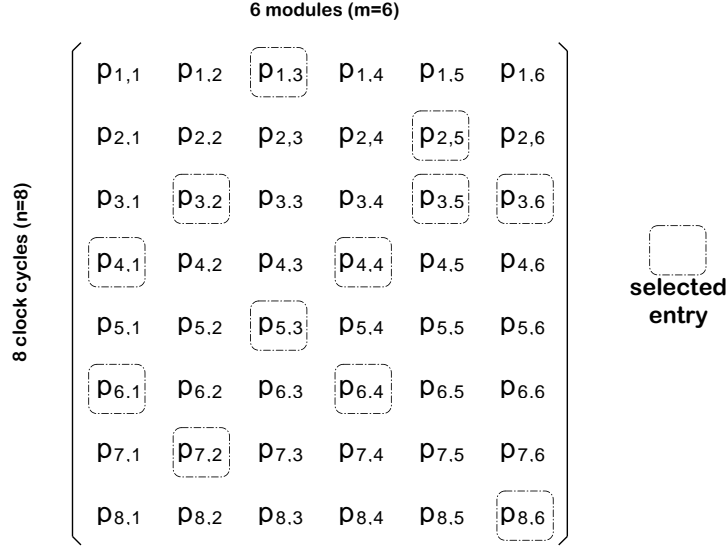 6 modules (m=6)
8 clock cycles (n=8)
p1,1 p1,2 p1,3 p1,4 p1,5 p1,6
p2,1 p2,2 p2,3 p2,4 p2,5 p2,6
p3,1 p3,2 p3,3 p3,4 p3,5 p3,6
p4,1 p4,2 p4,3 p4,4 p4,5 p4,6
p5,1 p5,2 p5,3 p5,4 p5,5 p5,6
p6,1 p6,2 p6,3 p6,4 p6,5 p6,6
p7,1 p7,2 p7,3 p7,4 p7,5 p7,6
p8,1 p8,2 p8,3 p8,4 p8,5 p8,6
selected
entry